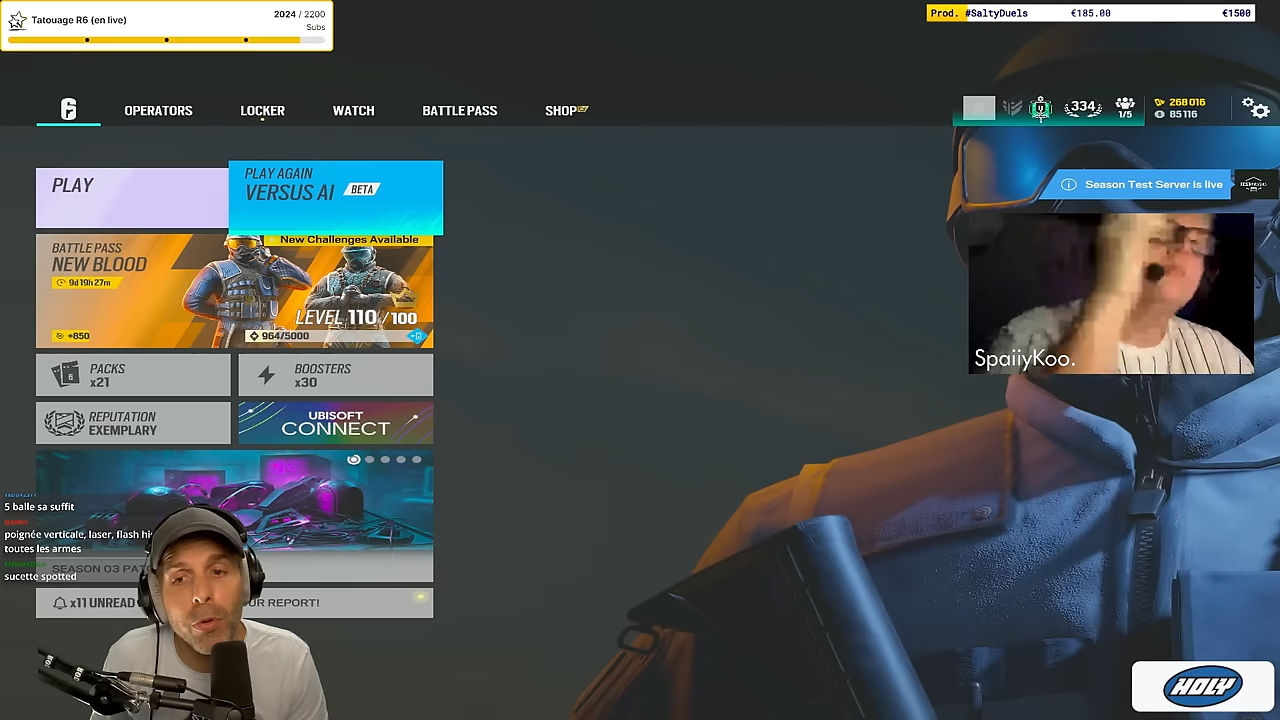 Tatouage R6 (en live)
2024 / 2200
Subs
Prod. #SaltyDuels €185.00 €1500
OPERATORS
LOCKER
WATCH
BATTLE PASS
SHOP
334
1/5
268 016
85 116
PLAY
PLAY AGAIN
VERSUS AI BETA
Season Test Server is live
New Challenges Available
BATTLE PASS
NEW BLOOD
9d 19h 27m
LEVEL 110 / 100
+850
964/5000
SpaiiyKoo.
PACKS
x21
BOOSTERS
x30
REPUTATION
EXEMPLARY
UBISOFT
CONNECT
5 balle sa suffit
poignée verticale, laser, flash hi
toutes les armes
SEASON 03
sucette spotted
x11 UNREAD
UR REPORT!
HOLY